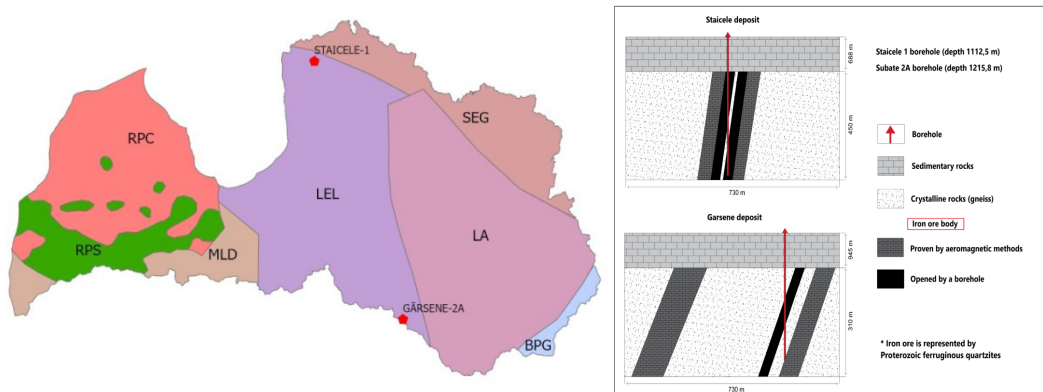 STAICELE-1
SEG
RPC
LEL
LA
RPS
MLD
GĀRSENE-2A
BPG
Staicele deposit
688 m
450 m
730 m
Garsene deposit
945 m
310 m
730 m
Staicele 1 borehole (depth 1112,5 m)
Subate 2A borehole (depth 1215,8 m)
Borehole
Sedimentary rocks
Crystalline rocks (gneiss)
Iron ore body
Proven by aeromagnetic methods
Opened by a borehole
* Iron ore is represented by
Proterozoic ferruginous quartzites